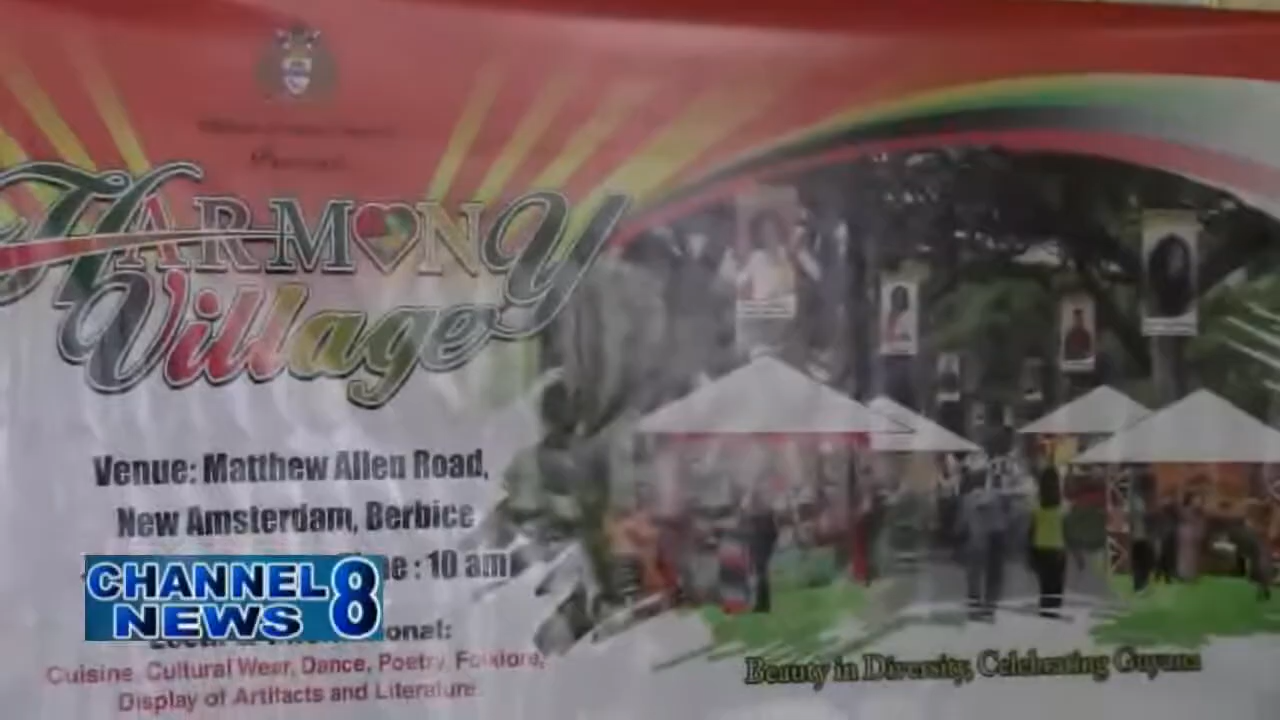 HARMONY
Village
Venue: Matthew Allen Road,
New Amsterdam, Berbice
: 10 am
CHANNEL
NEWS 8
Cuisine, Cultural Wear, Dance, Poetry, Folklore,
Display of Artifacts and Literature.
Beauty in Diversity, Celebrating Guyana